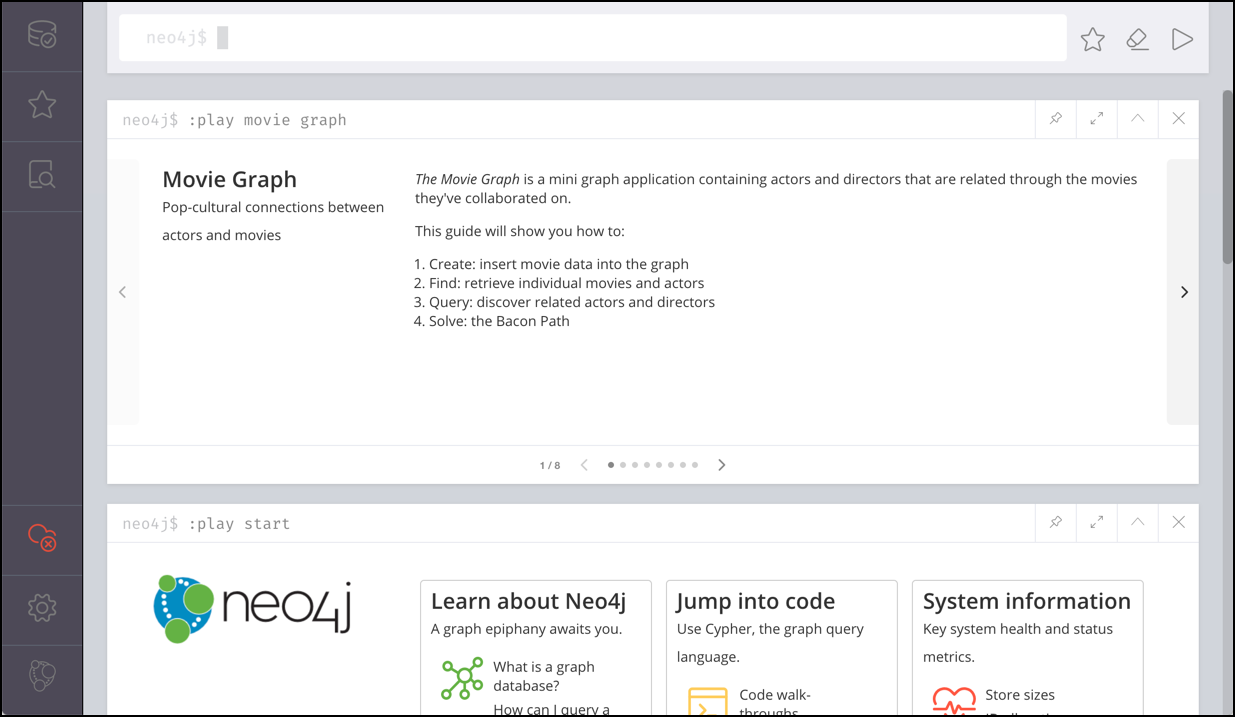 neo4j$
neo4j$ :play movie graph
Movie Graph
Pop-cultural connections between
actors and movies
The Movie Graph is a mini graph application containing actors and directors that are related through the movies
they've collaborated on.
This guide will show you how to:
1. Create: insert movie data into the graph
2. Find: retrieve individual movies and actors
3. Query: discover related actors and directors
4. Solve: the Bacon Path
1 / 8
neo4j$ :play start
neo4j
Learn about Neo4j
A graph epiphany awaits you.
What is a graph
database?
How can I query a
Jump into code
Use Cypher, the graph query
language.
Code walk-
throughs
System information
Key system health and status
metrics.
Store sizes